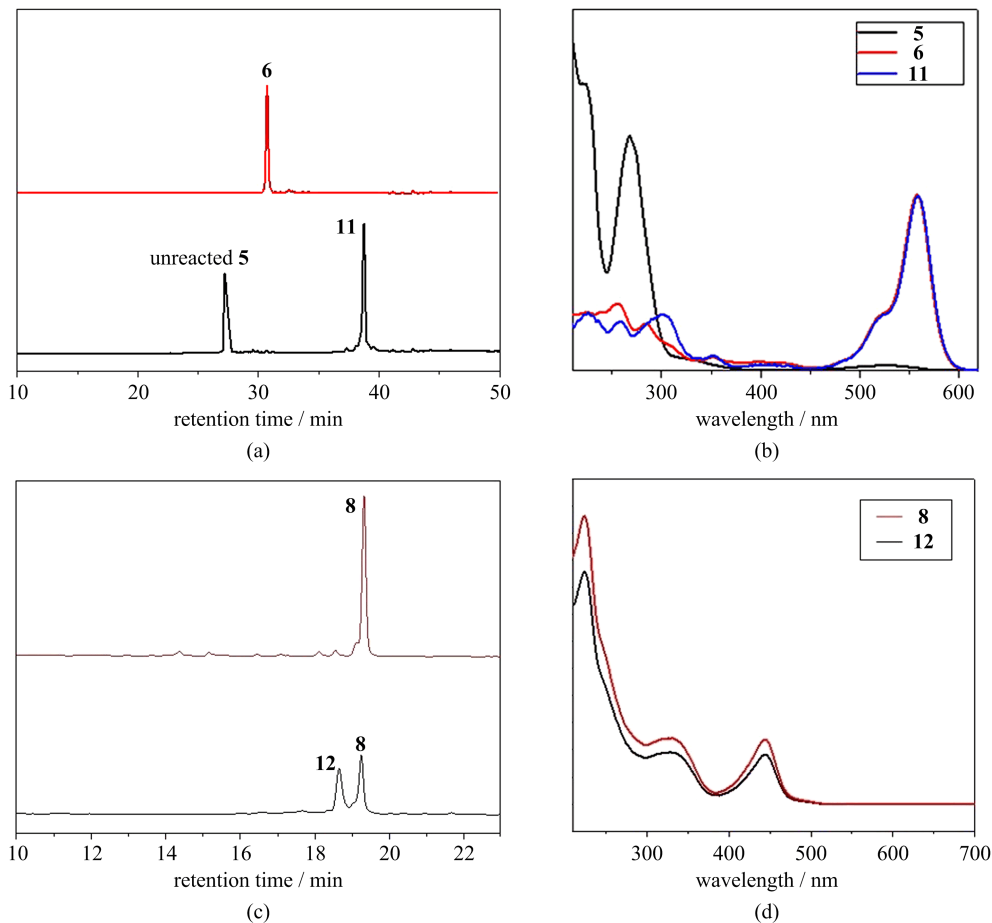 6
11
unreacted 5
10 20 30 40 50
retention time / min
(a)
5
6
11
300 400 500 600
wavelength / nm
(b)
8
12 8
10 12 14 16 18 20 22
retention time / min
(c)
8
12
300 400 500 600 700
wavelength / nm
(d)